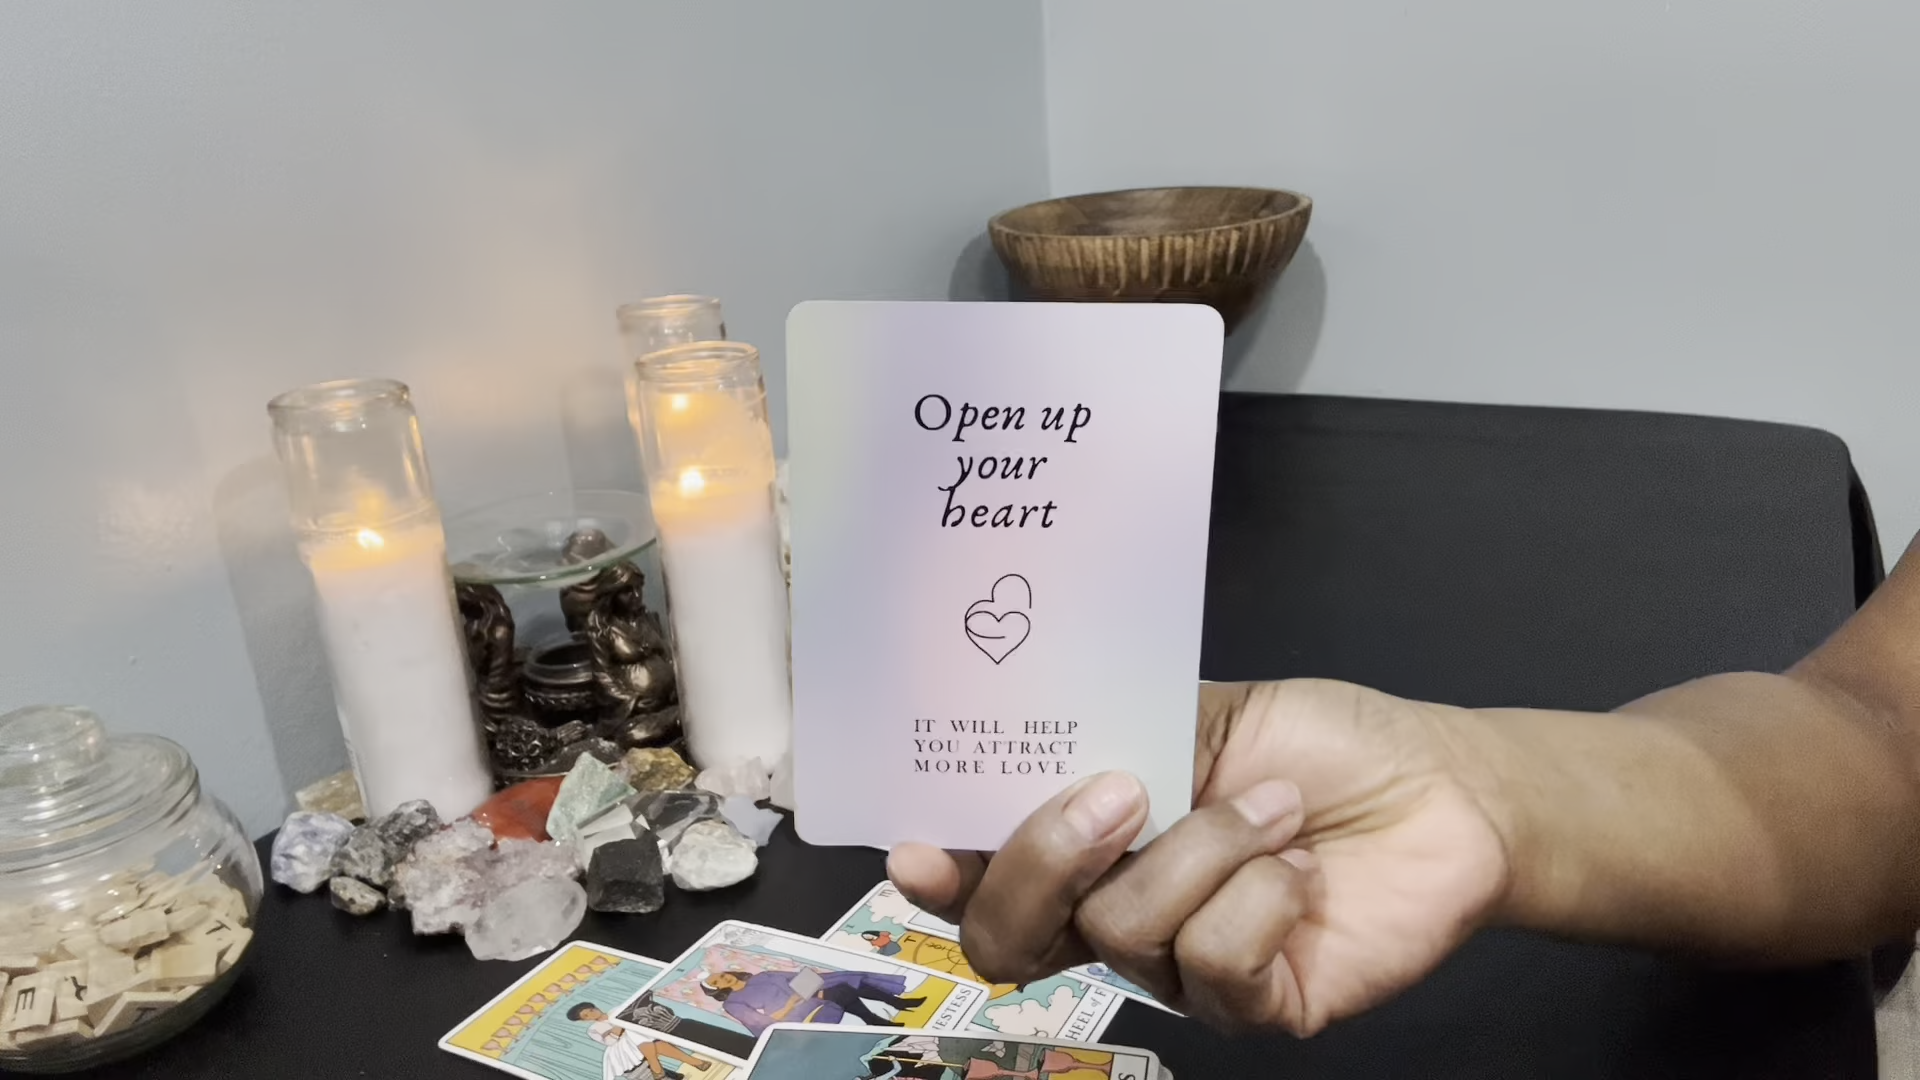 Open up
your
heart
IT WILL HELP
YOU ATTRACT
MORE LOVE.
E
T